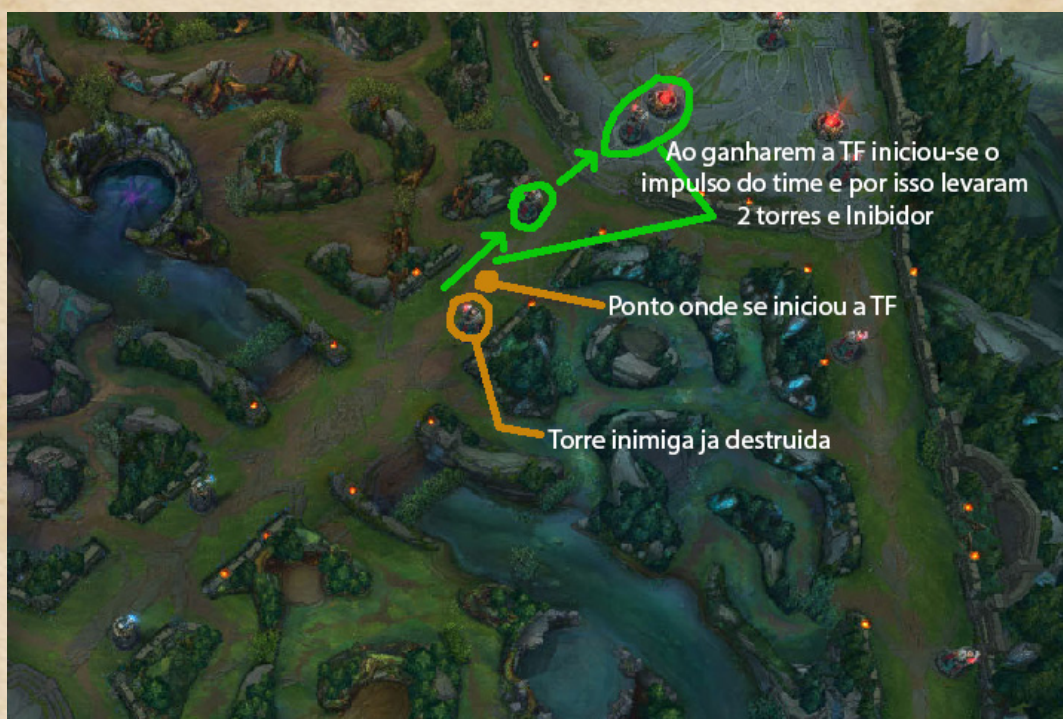 Ao ganharem a TF iniciou-se o
impulso do time e por isso levaram
2 torres e Inibidor
Ponto onde se iniciou a TF
Torre inimiga ja destruida